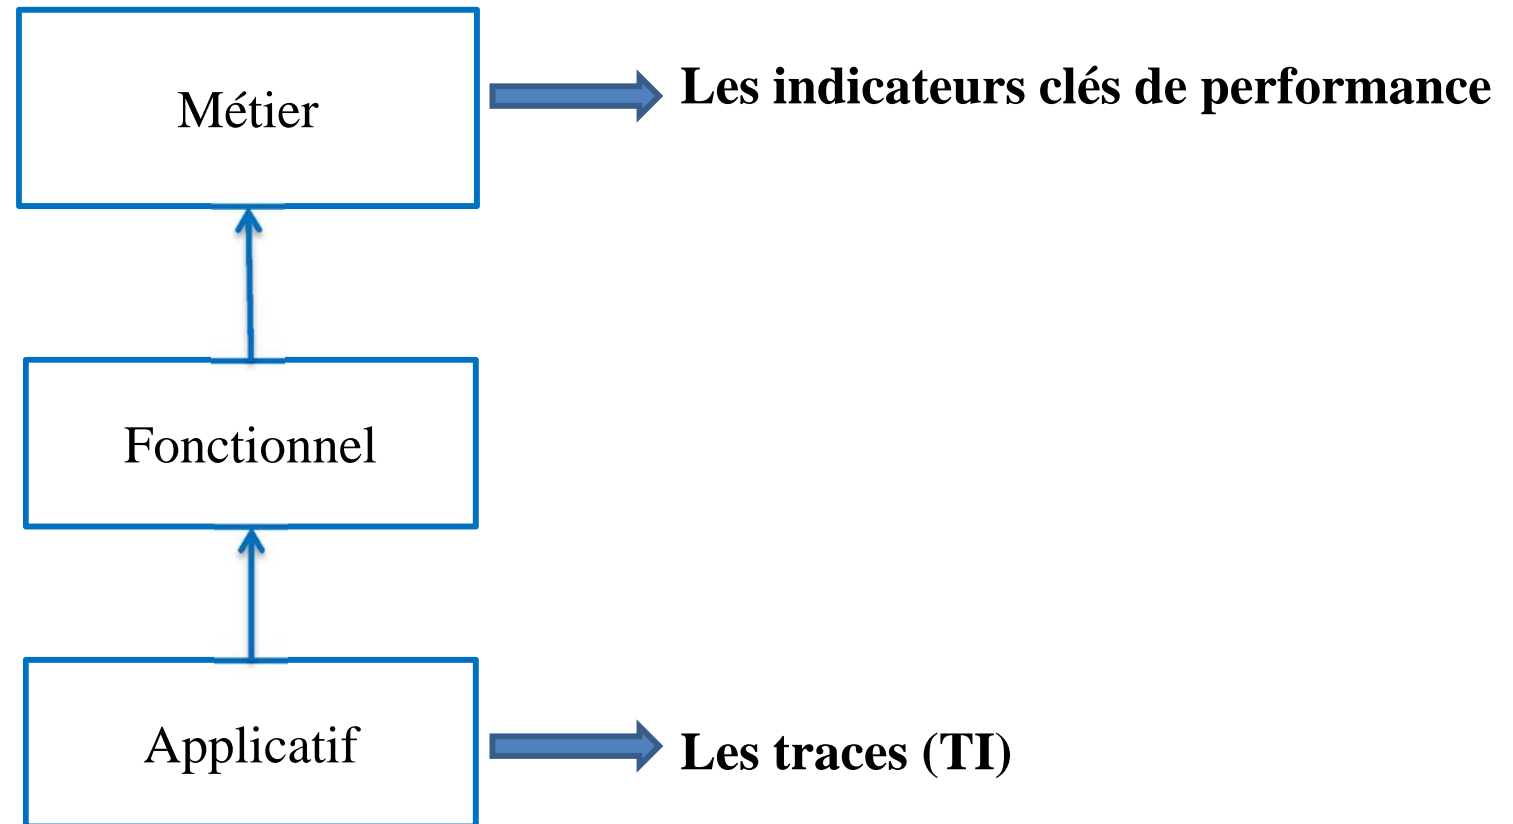 Métier
Les indicateurs clés de performance
Fonctionnel
Applicatif
Les traces (TI)